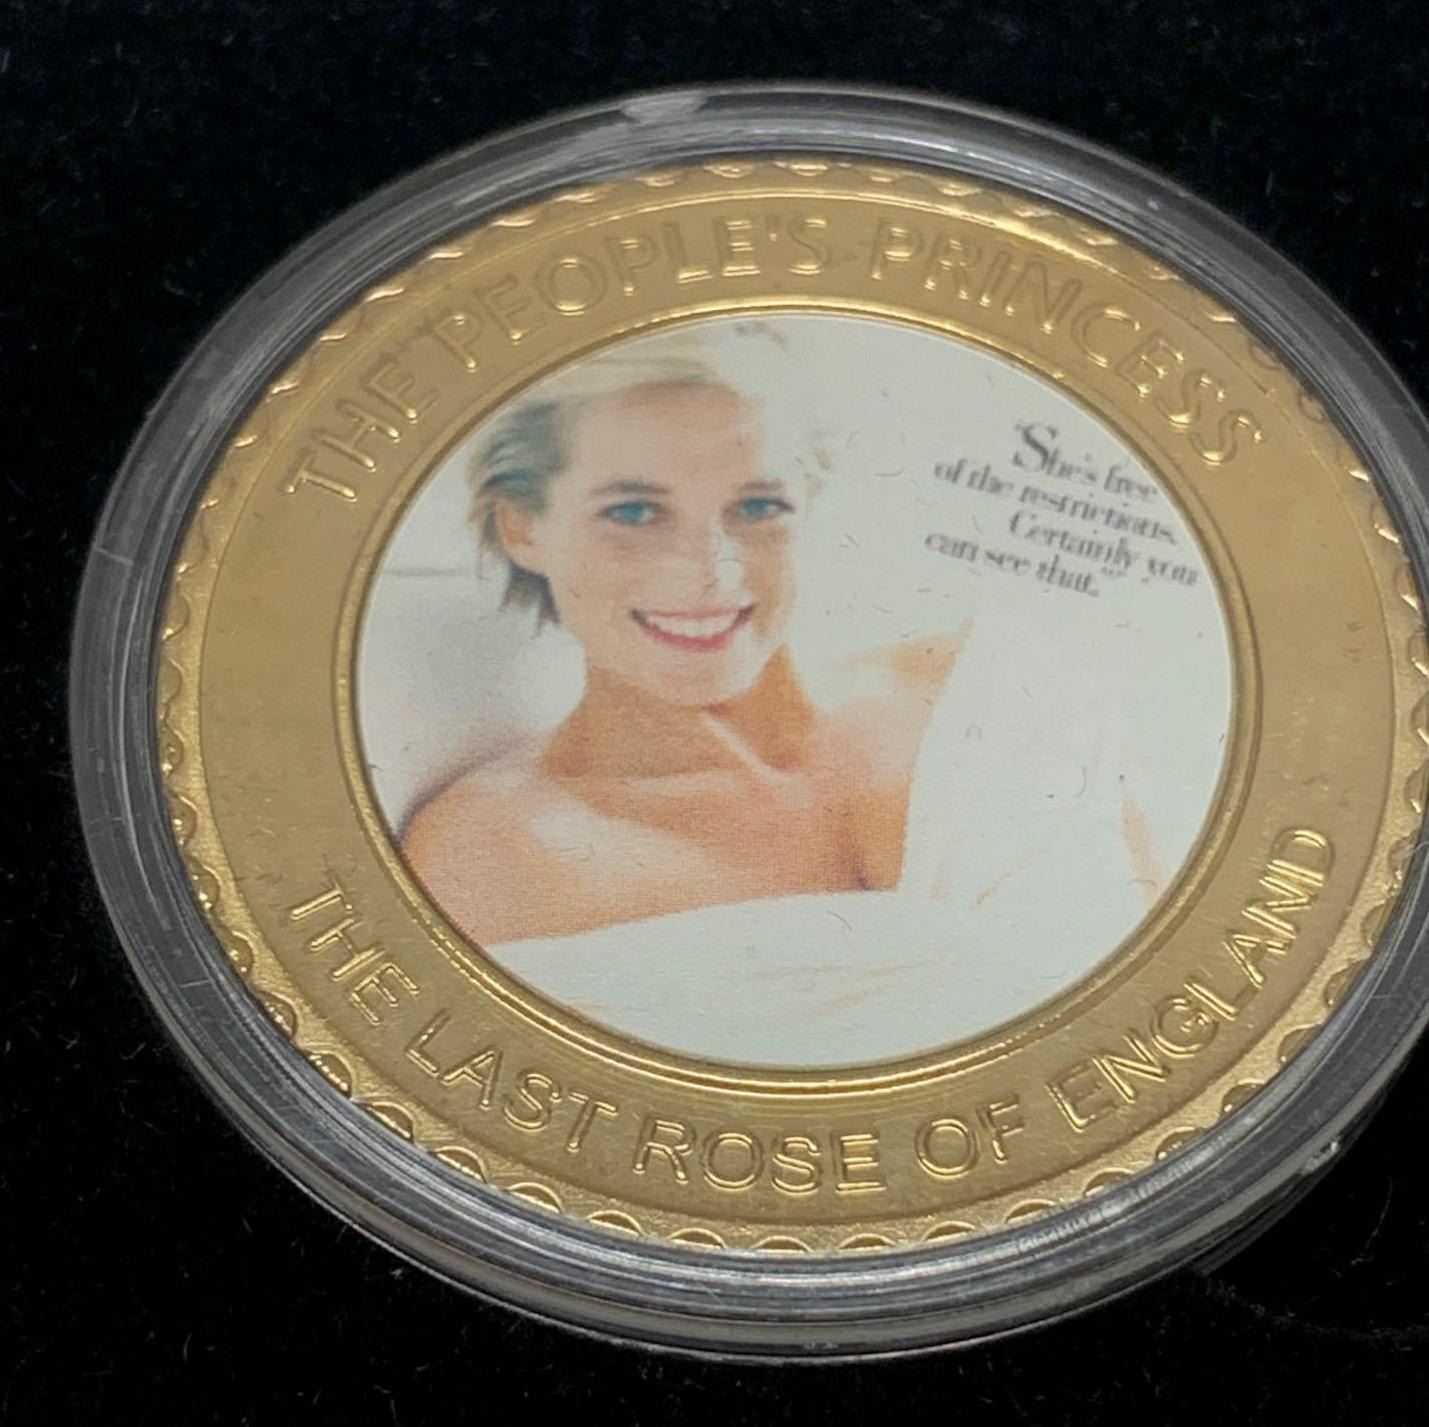 THE PEOPLE'S PRINCESS
"She's free
of the restrictions.
Certainly you
can see that."
THE LAST ROSE OF ENGLAND